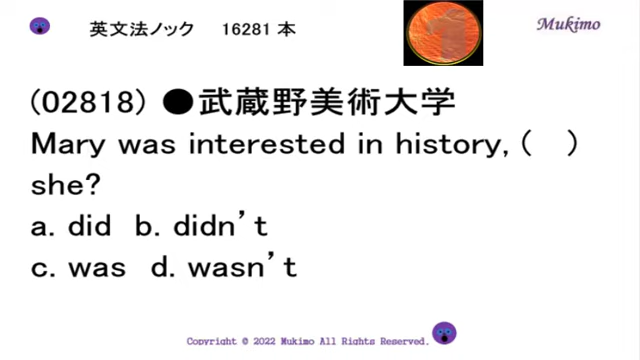 英文法ノック 16281 本
Mukimo
(02818) ●武蔵野美術大学
Mary was interested in history, ( )
she?
a. did b. didn't
c. was d. wasn't
Copyright © 2022 Mukimo All Rights Reserved.